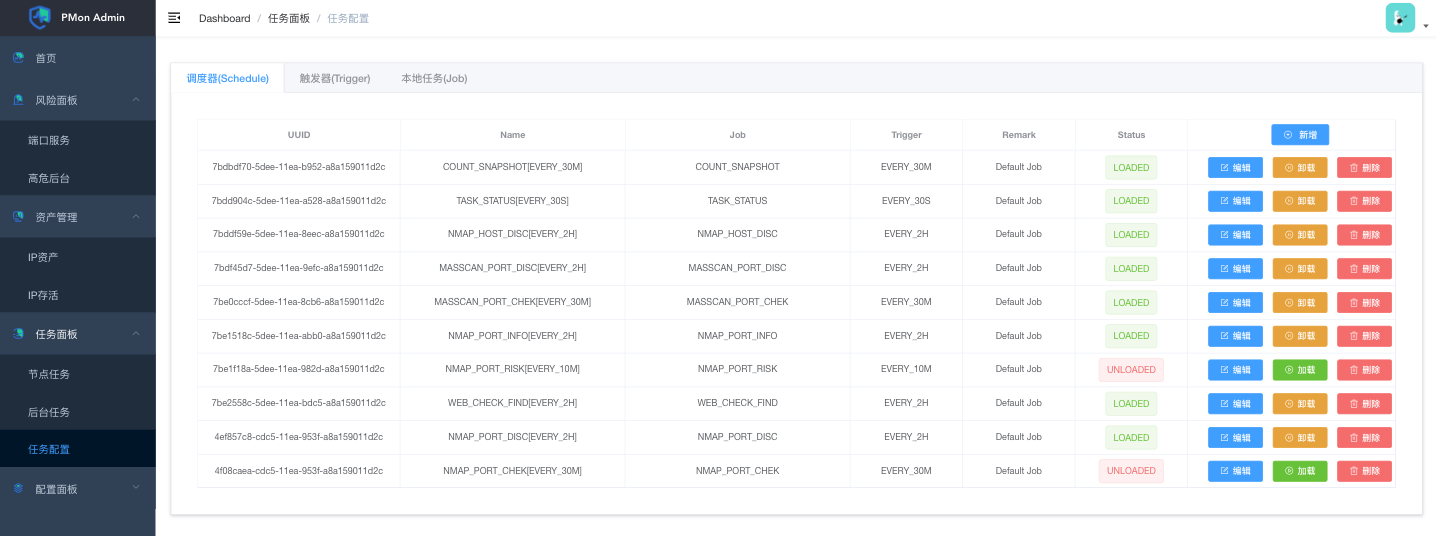 PMon Admin
Dashboard / 任务面板 / 任务配置
首页
风险面板
端口服务
高危后台
资产管理
IP资产
IP存活
任务面板
节点任务
后台任务
任务配置
配置面板
调度器(Schedule) 触发器(Trigger) 本地任务(Job)
UUID Name Job Trigger Remark Status 新增
7bdbdf70-5dee-11ea-b952-a8a159011d2c COUNT_SNAPSHOT[EVERY_30M] COUNT_SNAPSHOT EVERY_30M Default Job LOADED 编辑 卸载 删除
7bdd904c-5dee-11ea-a528-a8a159011d2c TASK_STATUS[EVERY_30S] TASK_STATUS EVERY_30S Default Job LOADED 编辑 卸载 删除
7bddf59e-5dee-11ea-8eec-a8a159011d2c NMAP_HOST_DISC[EVERY_2H] NMAP_HOST_DISC EVERY_2H Default Job LOADED 编辑 卸载 删除
7bdf45d7-5dee-11ea-9efc-a8a159011d2c MASSCAN_PORT_DISC[EVERY_2H] MASSCAN_PORT_DISC EVERY_2H Default Job LOADED 编辑 卸载 删除
7be0cccf-5dee-11ea-8cb6-a8a159011d2c MASSCAN_PORT_CHEK[EVERY_30M] MASSCAN_PORT_CHEK EVERY_30M Default Job LOADED 编辑 卸载 删除
7be1518c-5dee-11ea-abb0-a8a159011d2c NMAP_PORT_INFO[EVERY_2H] NMAP_PORT_INFO EVERY_2H Default Job LOADED 编辑 卸载 删除
7be1f18a-5dee-11ea-982d-a8a159011d2c NMAP_PORT_RISK[EVERY_10M] NMAP_PORT_RISK EVERY_10M Default Job UNLOADED 编辑 加载 删除
7be2558c-5dee-11ea-bdc5-a8a159011d2c WEB_CHECK_FIND[EVERY_2H] WEB_CHECK_FIND EVERY_2H Default Job LOADED 编辑 卸载 删除
4ef857c8-cdc5-11ea-953f-a8a159011d2c NMAP_PORT_DISC[EVERY_2H] NMAP_PORT_DISC EVERY_2H Default Job LOADED 编辑 卸载 删除
4f08caea-cdc5-11ea-953f-a8a159011d2c NMAP_PORT_CHEK[EVERY_30M] NMAP_PORT_CHEK EVERY_30M Default Job UNLOADED 编辑 加载 删除